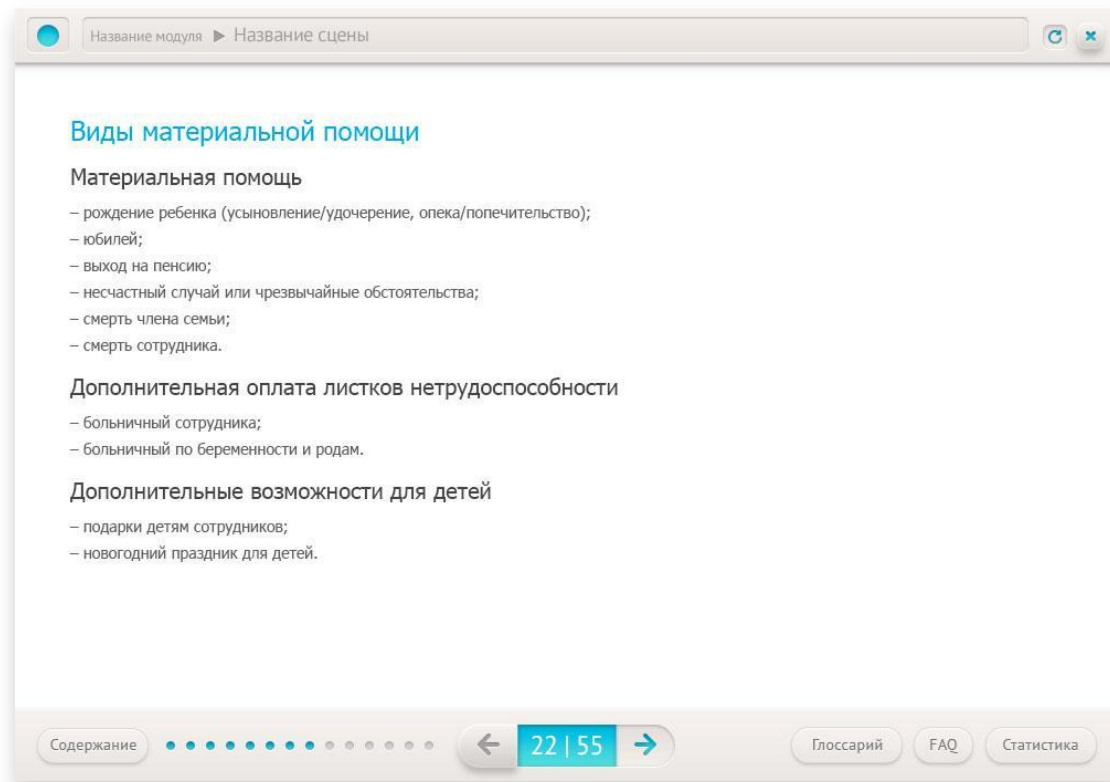 Название модуля ▶ Название сцены
Виды материальной помощи
Материальная помощь
– рождение ребенка (усыновление/удочерение, опека/попечительство);
– юбилей;
– выход на пенсию;
– несчастный случай или чрезвычайные обстоятельства;
– смерть члена семьи;
– смерть сотрудника.
Дополнительная оплата листков нетрудоспособности
– больничный сотрудника;
– больничный по беременности и родам.
Дополнительные возможности для детей
– подарки детям сотрудников;
– новогодний праздник для детей.
Содержание 22 | 55 Глоссарий FAQ Статистика